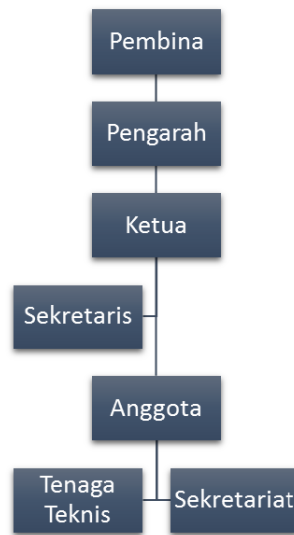 Pembina
Pengarah
Ketua
Sekretaris
Anggota
Tenaga
Teknis
Sekretariat